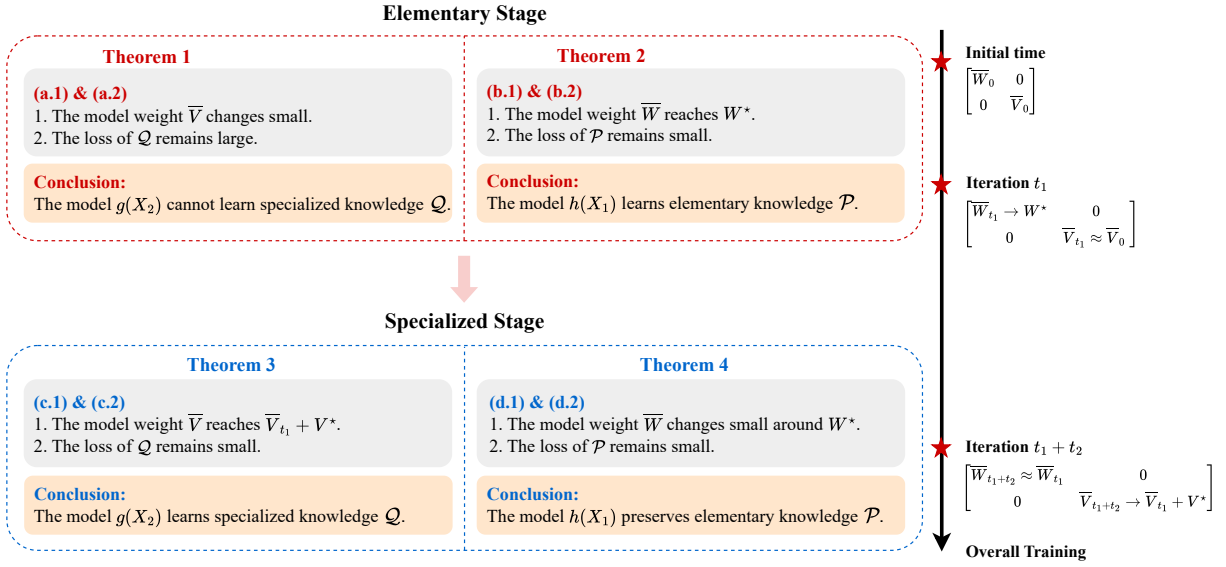 Elementary Stage
Theorem 1
(a.1) & (a.2)
1. The model weight V̅ changes small.
2. The loss of 𝒬 remains large.
Conclusion:
The model g(X₂) cannot learn specialized knowledge 𝒬.
Theorem 2
(b.1) & (b.2)
1. The model weight W̅ reaches W⋆.
2. The loss of 𝒫 remains small.
Conclusion:
The model h(X₁) learns elementary knowledge 𝒫.
Specialized Stage
Theorem 3
(c.1) & (c.2)
1. The model weight V̅ reaches V̅ₜ₁ + V⋆.
2. The loss of 𝒬 remains small.
Conclusion:
The model g(X₂) learns specialized knowledge 𝒬.
Theorem 4
(d.1) & (d.2)
1. The model weight W̅ changes small around W⋆.
2. The loss of 𝒫 remains small.
Conclusion:
The model h(X₁) preserves elementary knowledge 𝒫.
Initial time
W̅₀ 0
0 V̅₀
Iteration t₁
W̅ₜ₁ → W⋆ 0
0 V̅ₜ₁ ≈ V̅₀
Iteration t₁ + t₂
W̅ₜ₁₊ₜ₂ ≈ W̅ₜ₁ 0
0 V̅ₜ₁₊ₜ₂ → V̅ₜ₁ + V⋆
Overall Training